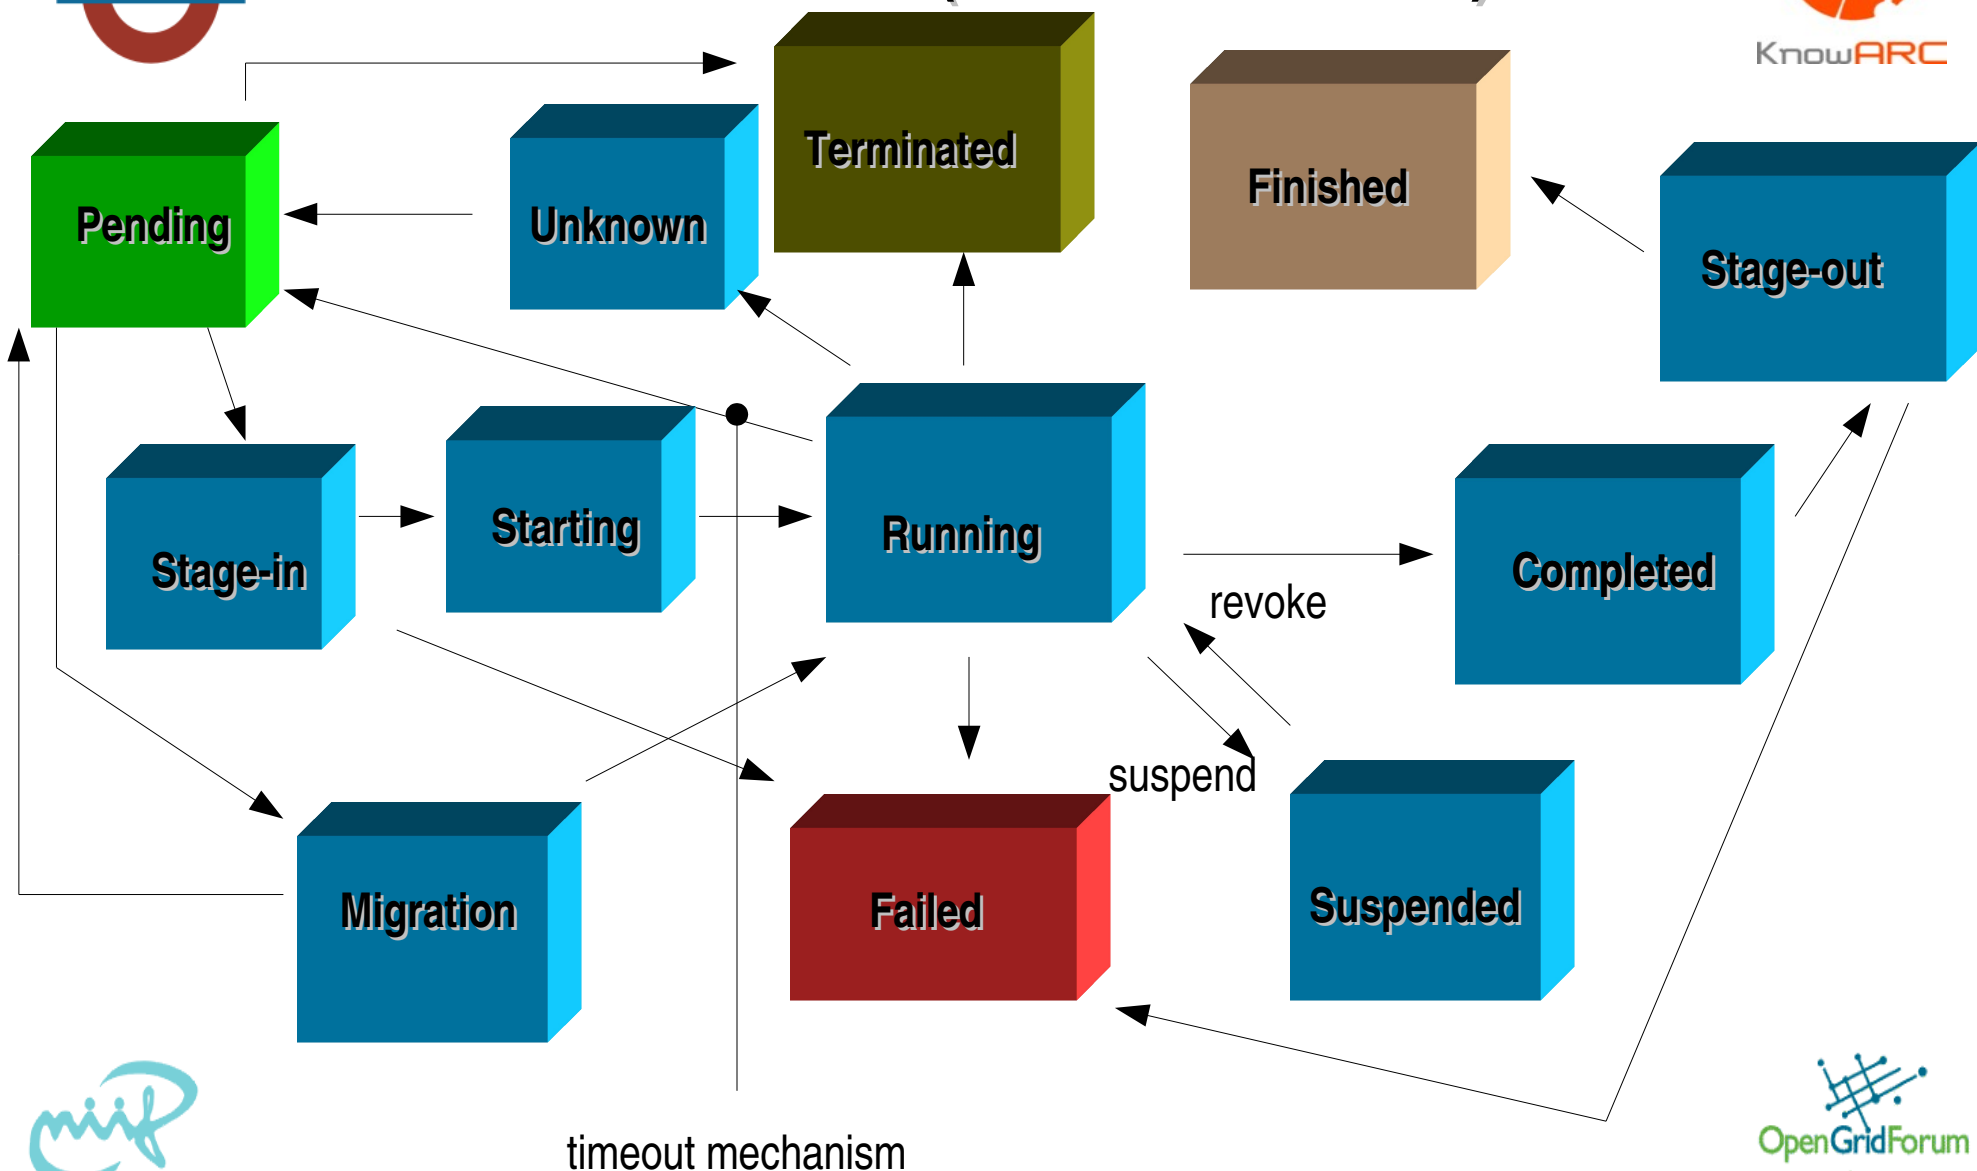 KnowARC
Terminated
Finished
Pending
Unknown
Stage-out
Starting
Running
Stage-in
Completed
revoke
suspend
Migration
Failed
Suspended
timeout mechanism
OpenGridForum